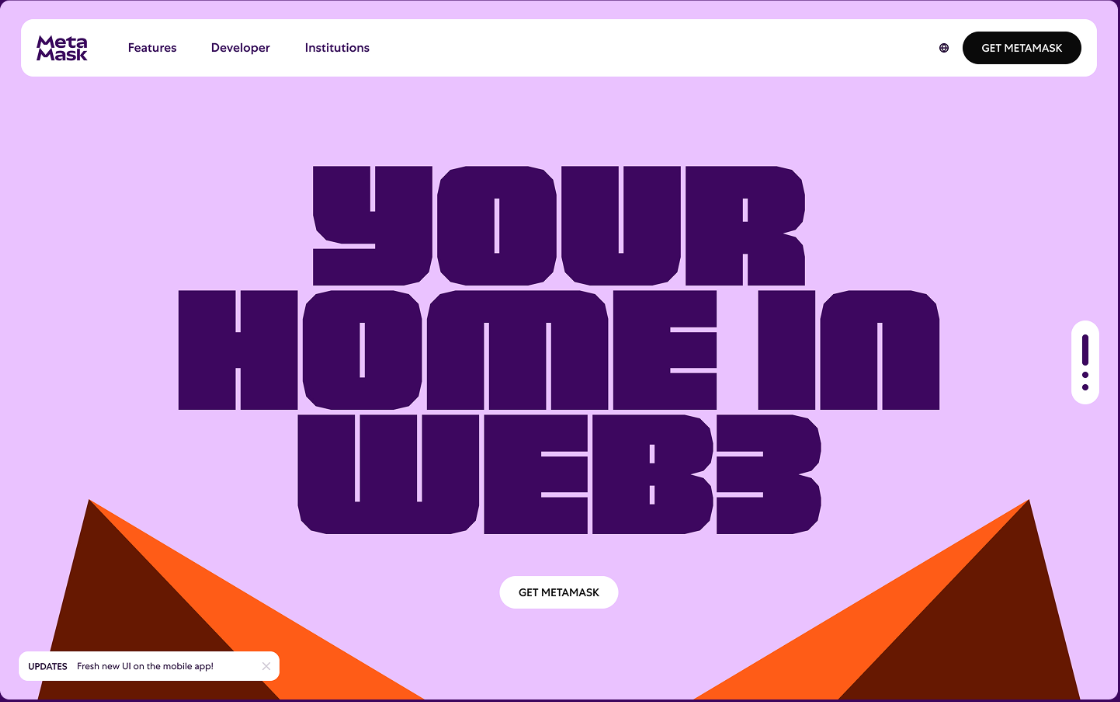 Meta
Mask
Features
Developer
Institutions
GET METAMASK
YOUR
HOME IN
WEB3
GET METAMASK
UPDATES Fresh new UI on the mobile app!